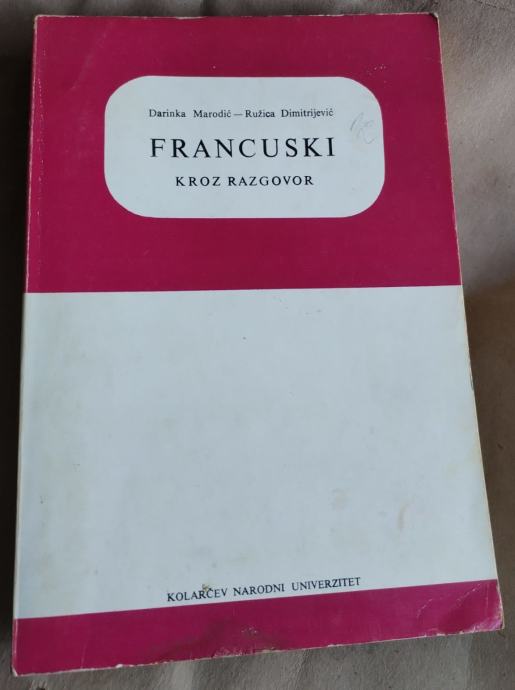 Darinka Marodić — Ružica Dimitrijević
FRANCUSKI
KROZ RAZGOVOR
KOLARČEV NARODNI UNIVERZITET